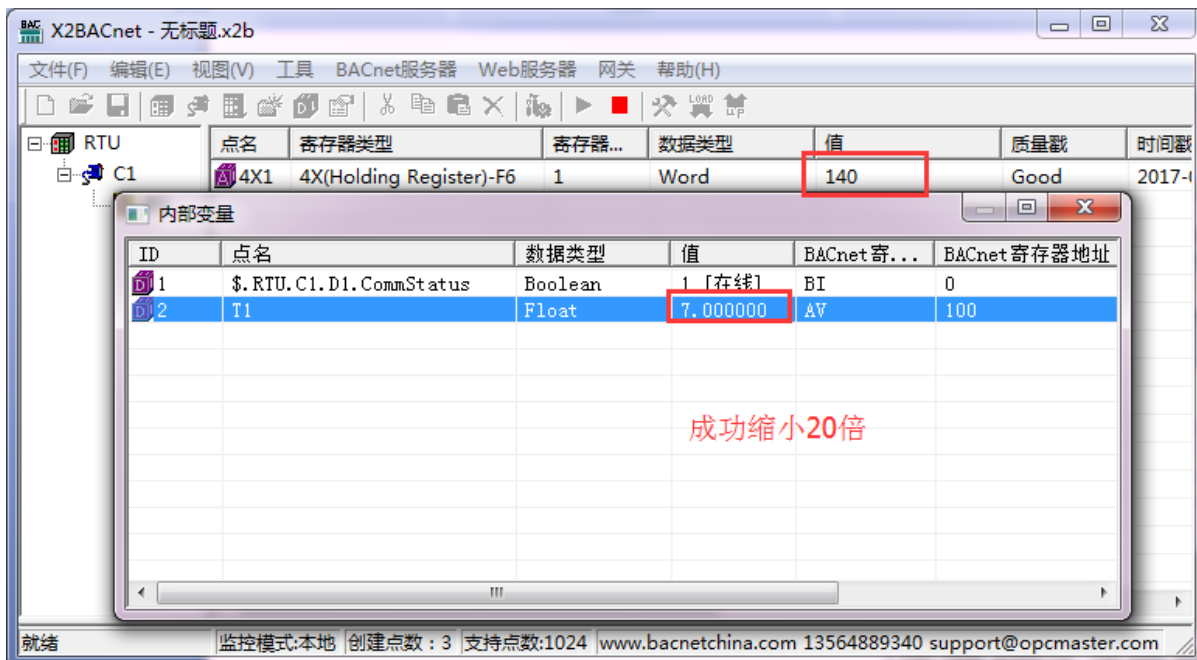 X2BACnet - 无标题.x2b
文件(F) 编辑(E) 视图(V) 工具 BACnet服务器 Web服务器 网关 帮助(H)
RTU 点名 寄存器类型 寄存器... 数据类型 值 质量戳 时间戳
C1 4X1 4X(Holding Register)-F6 1 Word 140 Good 2017-
内部变量
ID 点名 数据类型 值 BACnet寄... BACnet寄存器地址
1 $.RTU.C1.D1.CommStatus Boolean 1 [在线] BI 0
2 T1 Float 7.000000 AV 100
成功缩小20倍
就绪 监控模式:本地 创建点数:3 支持点数:1024 www.bacnetchina.com 13564889340 support@opcmaster.com